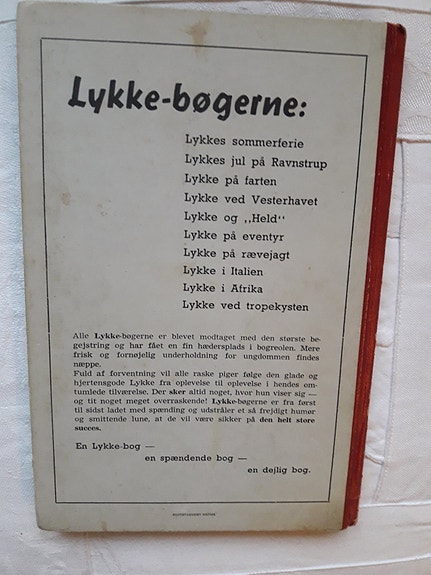 Lykke-bøgerne:
Lykkes sommerferie
Lykkes jul på Ravnstrup
Lykke på farten
Lykke ved Vesterhavet
Lykke og „Held"
Lykke på eventyr
Lykke på rævejagt
Lykke i Italien
Lykke i Afrika
Lykke ved tropekysten
Alle Lykke-bøgerne er blevet modtaget med den største be-
gejstring og har fået en fin hædersplads i bogreolen. Mere
frisk og fornøjelig underholdning for ungdommen findes
næppe.
Fuld af forventning vil alle raske piger følge den glade og
hjertensgode Lykke fra oplevelse til oplevelse i hendes om-
tumlede tilværelse. Der sker altid noget, hvor hun viser sig —
og tit noget meget overraskende! Lykke-bøgerne er fra først
til sidst ladet med spænding og udstråler et så frejdigt humør
og smittende lune, at de vil være sikker på den helt store
succes.
En Lykke-bog —
en spændende bog —
en dejlig bog.